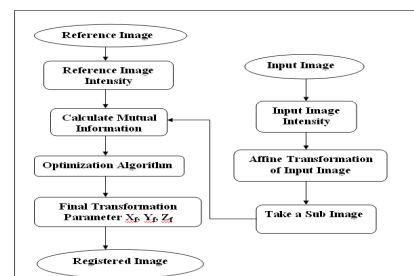 Reference Image
Reference Image
Intensity
Calculate Mutual
Information
Optimization Algorithm
Final Transformation
Parameter Xf, Yf, Zf
Registered Image
Input Image
Input Image
Intensity
Affine Transformation
of Input Image
Take a Sub Image